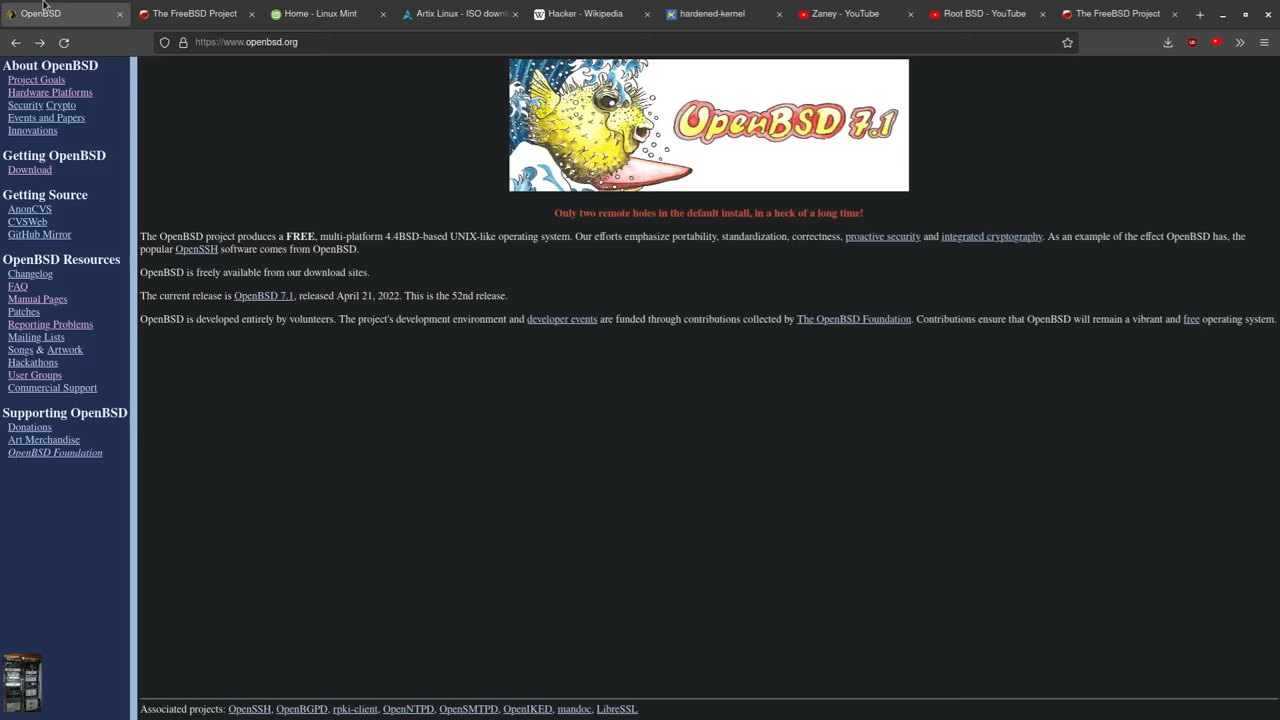 OpenBSD
The FreeBSD Project
Home - Linux Mint
Artix Linux - ISO down
Hacker - Wikipedia
hardened-kernel
Zaney - YouTube
Root BSD - YouTube
The FreeBSD Project
https://www.openbsd.org
About OpenBSD
Project Goals
Hardware Platforms
Security Crypto
Events and Papers
Innovations
Getting OpenBSD
Download
Getting Source
AnonCVS
CVSWeb
GitHub Mirror
OpenBSD Resources
Changelog
FAQ
Manual Pages
Patches
Reporting Problems
Mailing Lists
Songs & Artwork
Hackathons
User Groups
Commercial Support
Supporting OpenBSD
Donations
Art Merchandise
OpenBSD Foundation
OpenBSD 7.1
Only two remote holes in the default install, in a heck of a long time!
The OpenBSD project produces a FREE, multi-platform 4.4BSD-based UNIX-like operating system. Our efforts emphasize portability, standardization, correctness, proactive security and integrated cryptography. As an example of the effect OpenBSD has, the
popular OpenSSH software comes from OpenBSD.
OpenBSD is freely available from our download sites.
The current release is OpenBSD 7.1, released April 21, 2022. This is the 52nd release.
OpenBSD is developed entirely by volunteers. The project's development environment and developer events are funded through contributions collected by The OpenBSD Foundation. Contributions ensure that OpenBSD will remain a vibrant and free operating system.
Associated projects: OpenSSH, OpenBGPD, rpki-client, OpenNTPD, OpenSMTPD, OpenIKED, mandoc, LibreSSL